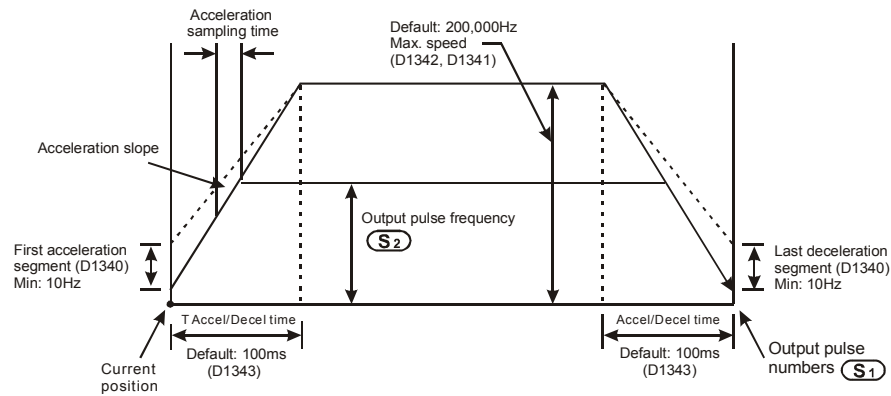 Acceleration
sampling time
Default: 200,000Hz
Max. speed
(D1342, D1341)
Acceleration slope
Output pulse frequency
S2
First acceleration
segment (D1340)
Min: 10Hz
Last deceleration
segment (D1340)
Min: 10Hz
T Accel/Decel time
Accel/Decel time
Current
position
Default: 100ms
(D1343)
Default: 100ms
(D1343)
Output pulse
numbers S1